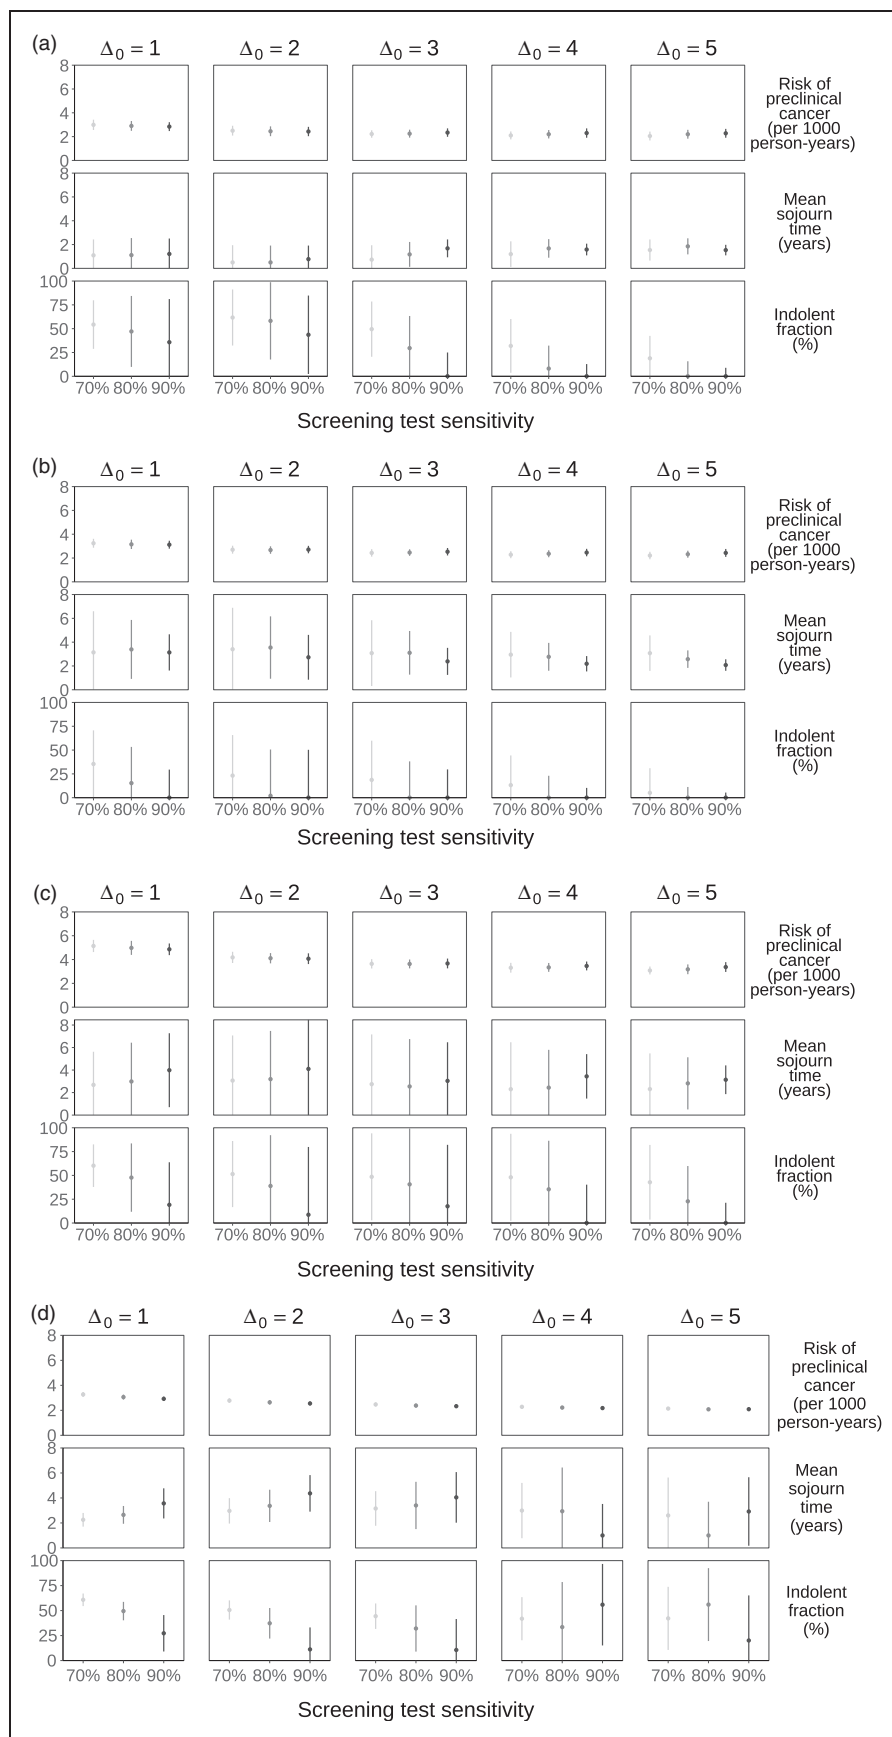 (a)
Δ0 = 1 Δ0 = 2 Δ0 = 3 Δ0 = 4 Δ0 = 5
8
6
4
2
0
Risk of
preclinical
cancer
(per 1000
person-years)
8
6
4
2
0
Mean
sojourn
time
(years)
100
75
50
25
0
Indolent
fraction
(%)
70% 80% 90% 70% 80% 90% 70% 80% 90% 70% 80% 90% 70% 80% 90%
Screening test sensitivity
(b)
Δ0 = 1 Δ0 = 2 Δ0 = 3 Δ0 = 4 Δ0 = 5
8
6
4
2
0
Risk of
preclinical
cancer
(per 1000
person-years)
8
6
4
2
0
Mean
sojourn
time
(years)
100
75
50
25
0
Indolent
fraction
(%)
70% 80% 90% 70% 80% 90% 70% 80% 90% 70% 80% 90% 70% 80% 90%
Screening test sensitivity
(c)
Δ0 = 1 Δ0 = 2 Δ0 = 3 Δ0 = 4 Δ0 = 5
8
6
4
2
0
Risk of
preclinical
cancer
(per 1000
person-years)
8
6
4
2
0
Mean
sojourn
time
(years)
100
75
50
25
0
Indolent
fraction
(%)
70% 80% 90% 70% 80% 90% 70% 80% 90% 70% 80% 90% 70% 80% 90%
Screening test sensitivity
(d)
Δ0 = 1 Δ0 = 2 Δ0 = 3 Δ0 = 4 Δ0 = 5
8
6
4
2
0
Risk of
preclinical
cancer
(per 1000
person-years)
8
6
4
2
0
Mean
sojourn
time
(years)
100
75
50
25
0
Indolent
fraction
(%)
70% 80% 90% 70% 80% 90% 70% 80% 90% 70% 80% 90% 70% 80% 90%
Screening test sensitivity